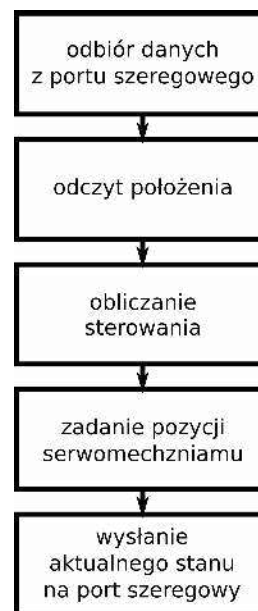 odbiór danych
z portu szeregowego
odczyt położenia
obliczanie
sterowania
zadanie pozycji
serwomechzniamu
wysłanie
aktualnego stanu
na port szeregowy